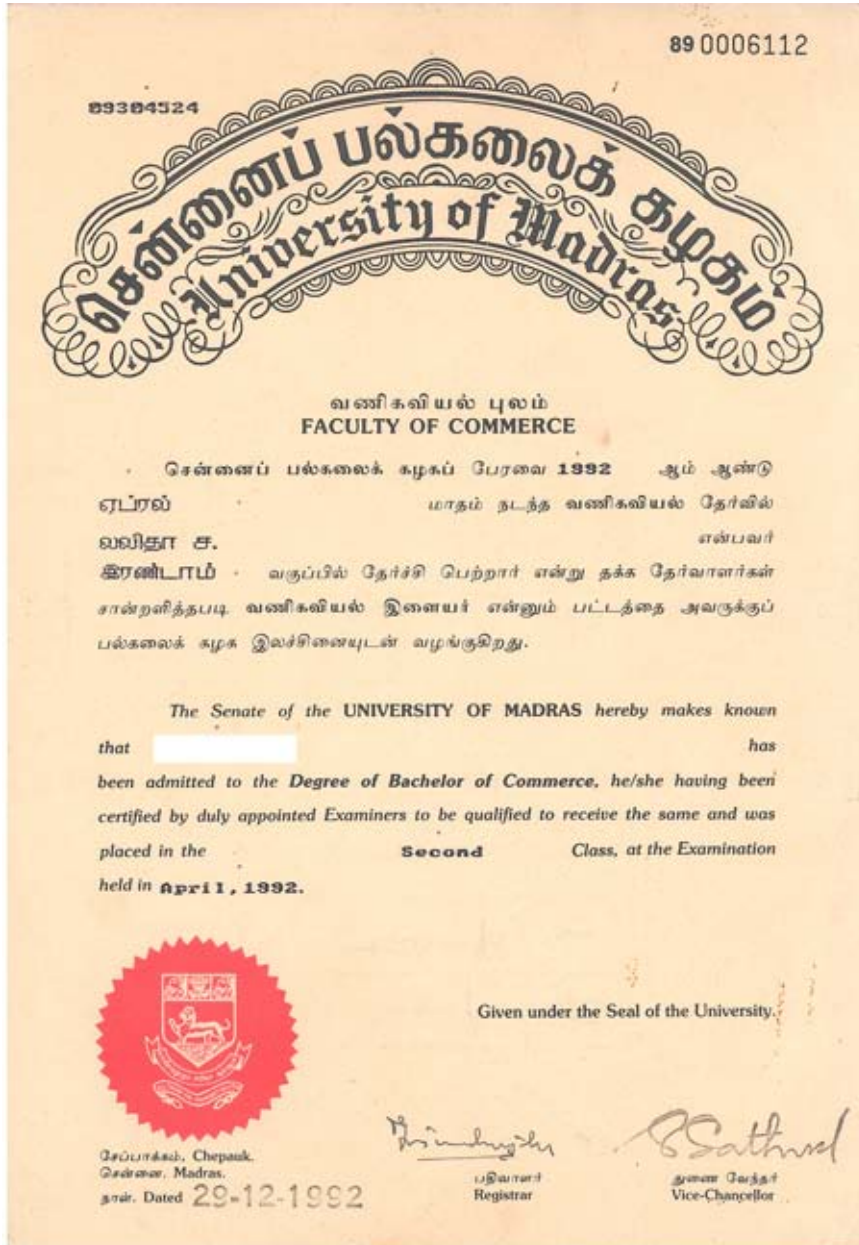 89 0006112
09304524
சென்னைப் பல்கலைக் கழகம்
University of Madras
வணிகவியல் புலம்
FACULTY OF COMMERCE
சென்னைப் பல்கலைக் கழகப் பேரவை 1992 ஆம் ஆண்டு
ஏப்ரல் மாதம் நடந்த வணிகவியல் தேர்வில்
லலிதா ச. என்பவர்
இரண்டாம் வகுப்பில் தேர்ச்சி பெற்றார் என்று தக்க தேர்வாளர்கள்
சான்றளித்தபடி வணிகவியல் இளையர் என்னும் பட்டத்தை அவருக்குப்
பல்கலைக் கழக இலச்சினையுடன் வழங்குகிறது.
The Senate of the UNIVERSITY OF MADRAS hereby makes known
that has
been admitted to the Degree of Bachelor of Commerce, he/she having been
certified by duly appointed Examiners to be qualified to receive the same and was
placed in the Second Class, at the Examination
held in April, 1992.
Given under the Seal of the University.
சேப்பாக்கம், Chepauk.
சென்னை. Madras.
நாள். Dated 29-12-1992
பதிவாளர்
Registrar
துணை வேந்தர்
Vice-Chancellor